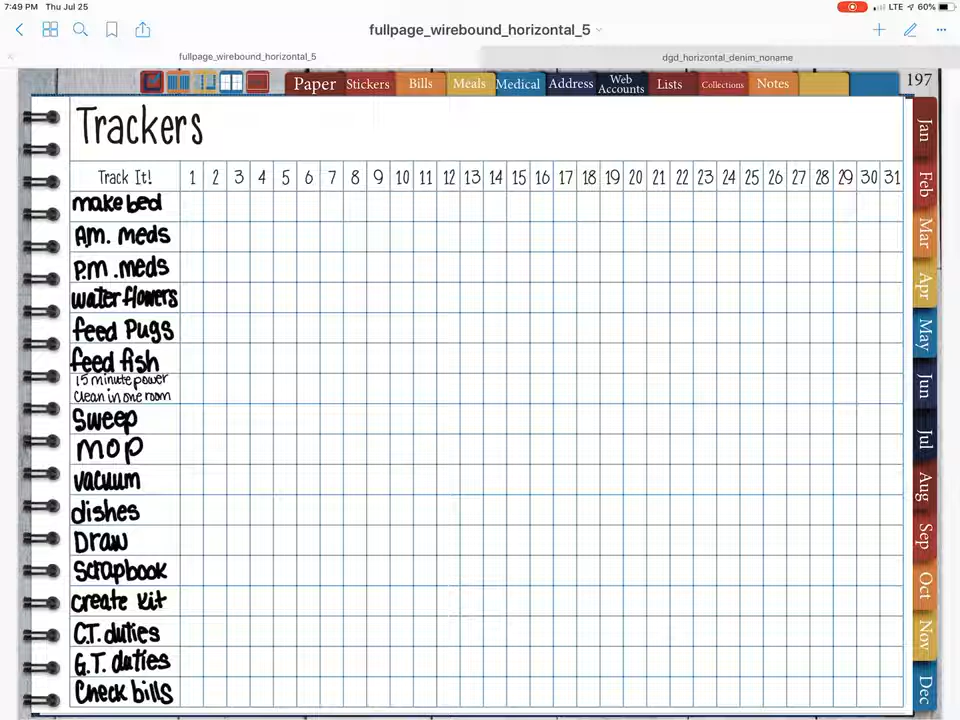 7:49 PM Thu Jul 25
LTE 60%
fullpage_wirebound_horizontal_5
fullpage_wirebound_horizontal_5
dgd_horizontal_denim_noname
Paper Stickers Bills Meals Medical Address Web Accounts Lists Collections Notes
197
Trackers
Track It! 1 2 3 4 5 6 7 8 9 10 11 12 13 14 15 16 17 18 19 20 21 22 23 24 25 26 27 28 29 30 31
make bed
A.m. meds
P.m. meds
water flowers
feed Pugs
feed fish
15 minute power
clean in one room
Sweep
mop
vacuum
dishes
Draw
Scrapbook
create kit
C.T. duties
G.T. duties
Check bills
Jan
Feb
Mar
Apr
May
Jun
Jul
Aug
Sep
Oct
Nov
Dec